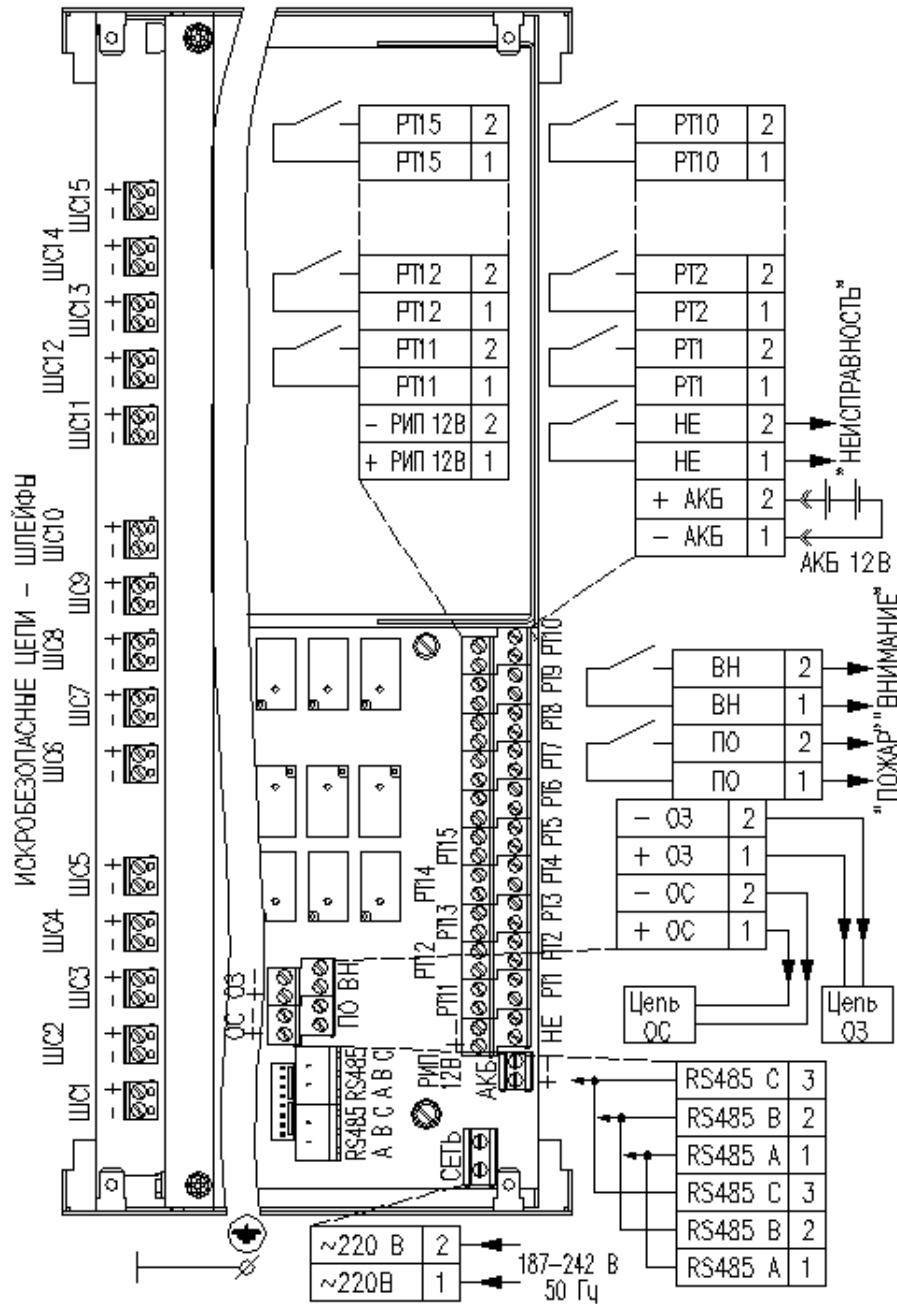 ИСКРОБЕЗОПАСНЫЕ ЦЕПИ – ШЛЕЙФЫ
ШС15 + -
ШС14 + -
ШС13 + -
ШС12 + -
ШС11 + -
ШС10 + -
ШС9 + -
ШС8 + -
ШС7 + -
ШС6 + -
ШС5 + -
ШС4 + -
ШС3 + -
ШС2 + -
ШС1 + -
РТ15 2
РТ15 1
РТ12 2
РТ12 1
РТ11 2
РТ11 1
- РИП 12В 2
+ РИП 12В 1
РТ10 2
РТ10 1
РТ2 2
РТ2 1
РТ1 2
РТ1 1
НЕ 2
НЕ 1
+ АКБ 2
- АКБ 1
"НЕИСПРАВНОСТЬ"
АКБ 12В
ВН 2
ВН 1
ПО 2
ПО 1
"ВНИМАНИЕ"
"ПОЖАР"
- ОЗ 2
+ ОЗ 1
- ОС 2
+ ОС 1
Цепь ОС
Цепь ОЗ
РТ10
РТ9
РТ8
РТ7
РТ6
РТ5
РТ4
РТ3
РТ2
РТ1
НЕ
РТ15
РТ14
РТ13
РТ12
РТ11
+ -
ОС ОЗ
+ - + -
ПО ВН
РИП 12В
АКБ
- +
RS485 RS485
A B C A B C
СЕТЬ
RS485 C 3
RS485 B 2
RS485 A 1
RS485 C 3
RS485 B 2
RS485 A 1
~220 В 2
~220В 1
187-242 В
50 Гц